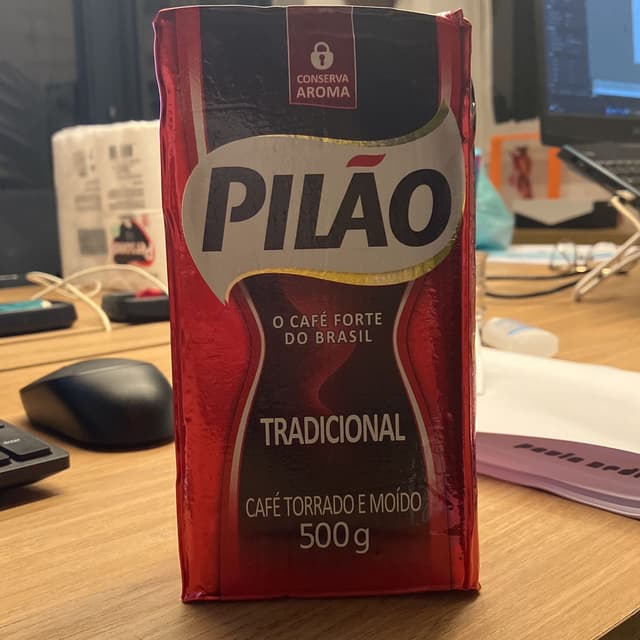 CONSERVA
AROMA
PILÃO
O CAFÉ FORTE
DO BRASIL
TRADICIONAL
CAFÉ TORRADO E MOÍDO
500g